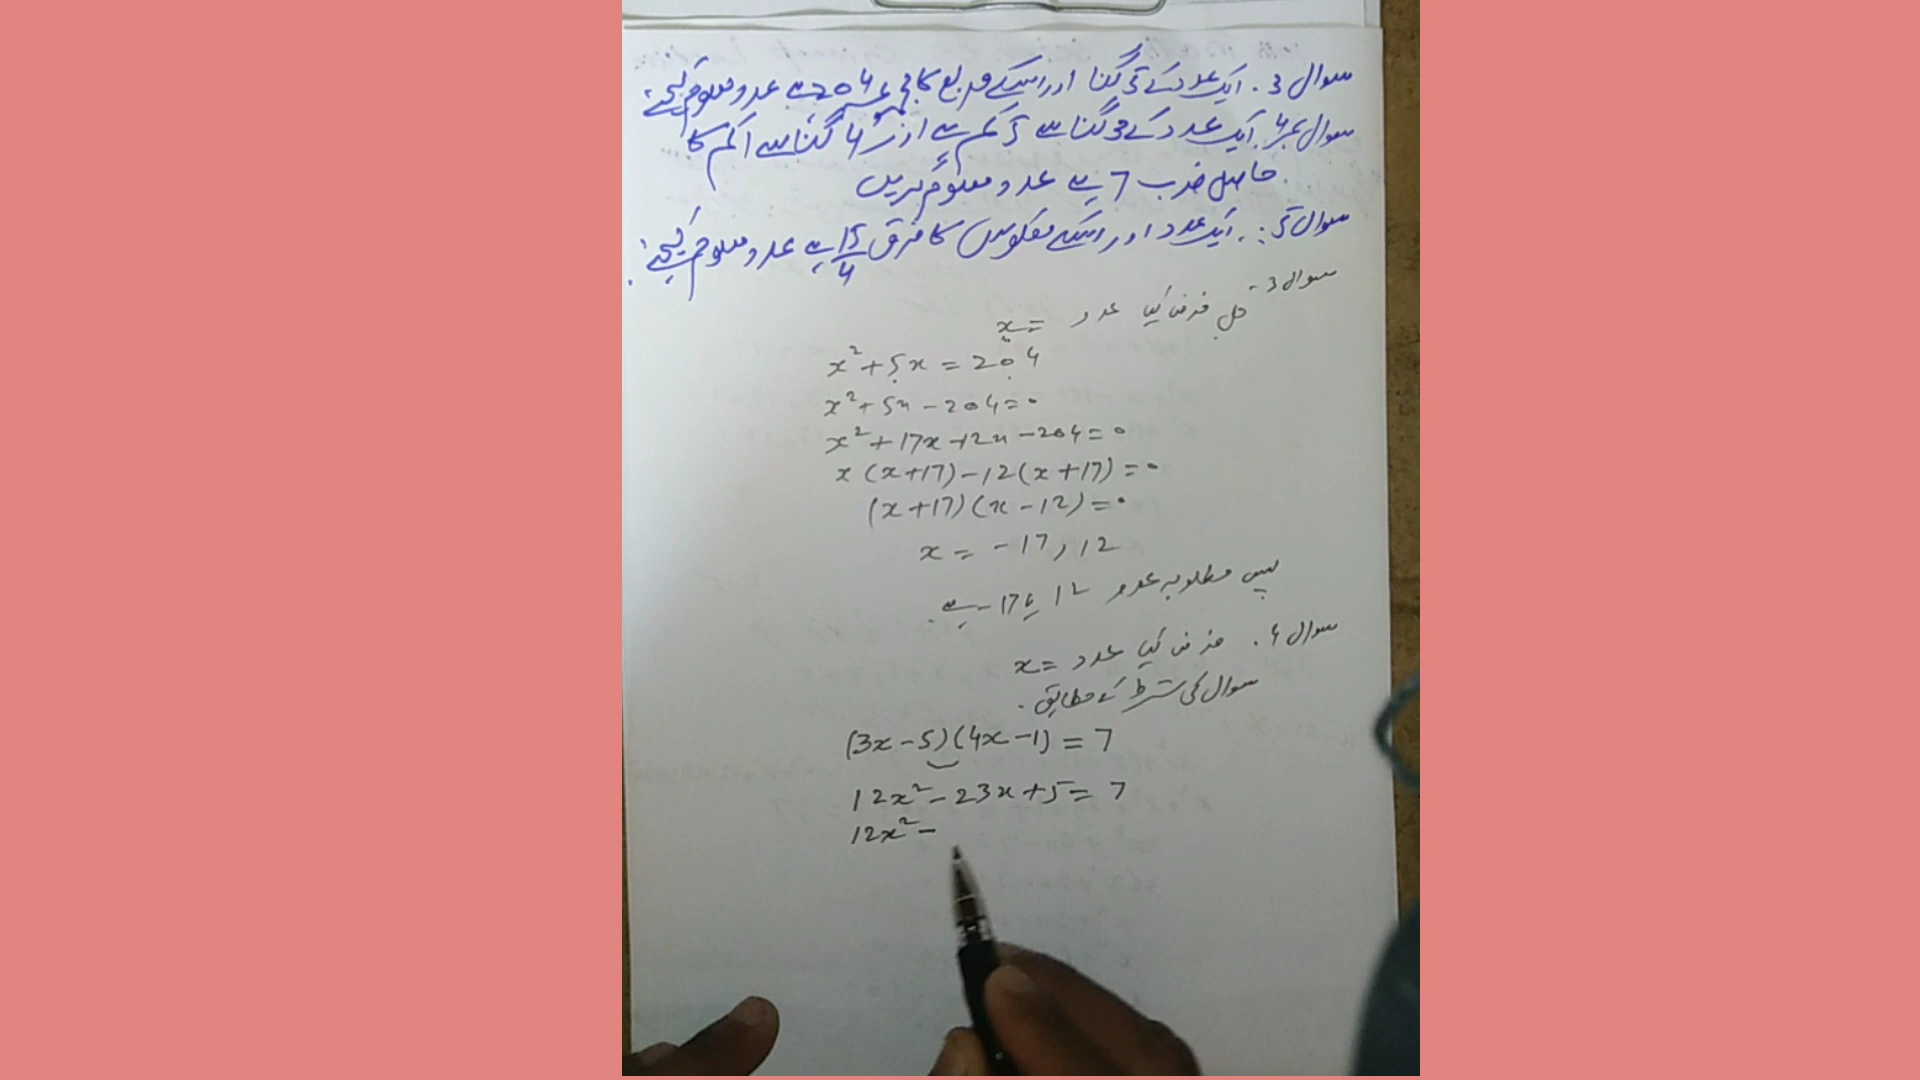 سوال 3. ایک عدد کے 5 گنا اور اسکے مربع کا مجموعہ 204 ہے عدد معلوم کیجئے۔
سوال نمبر 4. ایک عدد کے 3 گنا سے 5 کم ہے اور 4 گنا سے 1 کم کا
حاصل ضرب 7 ہے عدد معلوم کریں
سوال 5:. ایک عدد اور اسکے معکوس کا فرق 15/4 ہے عدد معلوم کیجئے:
سوال 3-
حل فرض کیا عدد = x
x² + 5x = 204
x² + 5x - 204 = 0
x² + 17x - 12x - 204 = 0
x (x+17) - 12 (x+17) = 0
(x+17) (x-12) = 0
x = -17, 12
پس مطلوبہ عدد 12 یا 17- ہے.
سوال 4. فرض کیا عدد = x
سوال کی شرط کے مطابق.
(3x-5)(4x-1) = 7
12x² - 23x + 5 = 7
12x² -